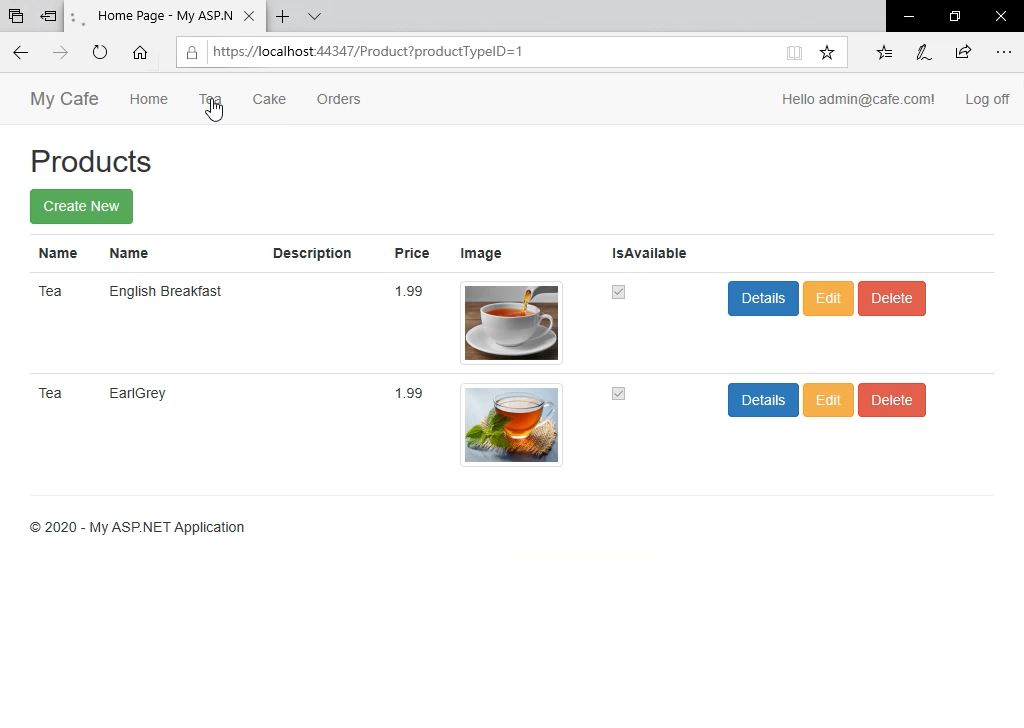 Home Page - My ASP.N
https://localhost:44347/Product?productTypeID=1
My Cafe Home Tea Cake Orders Hello admin@cafe.com! Log off
Products
Create New
Name Name Description Price Image IsAvailable
Tea English Breakfast 1.99 Details Edit Delete
Tea EarlGrey 1.99 Details Edit Delete
© 2020 - My ASP.NET Application